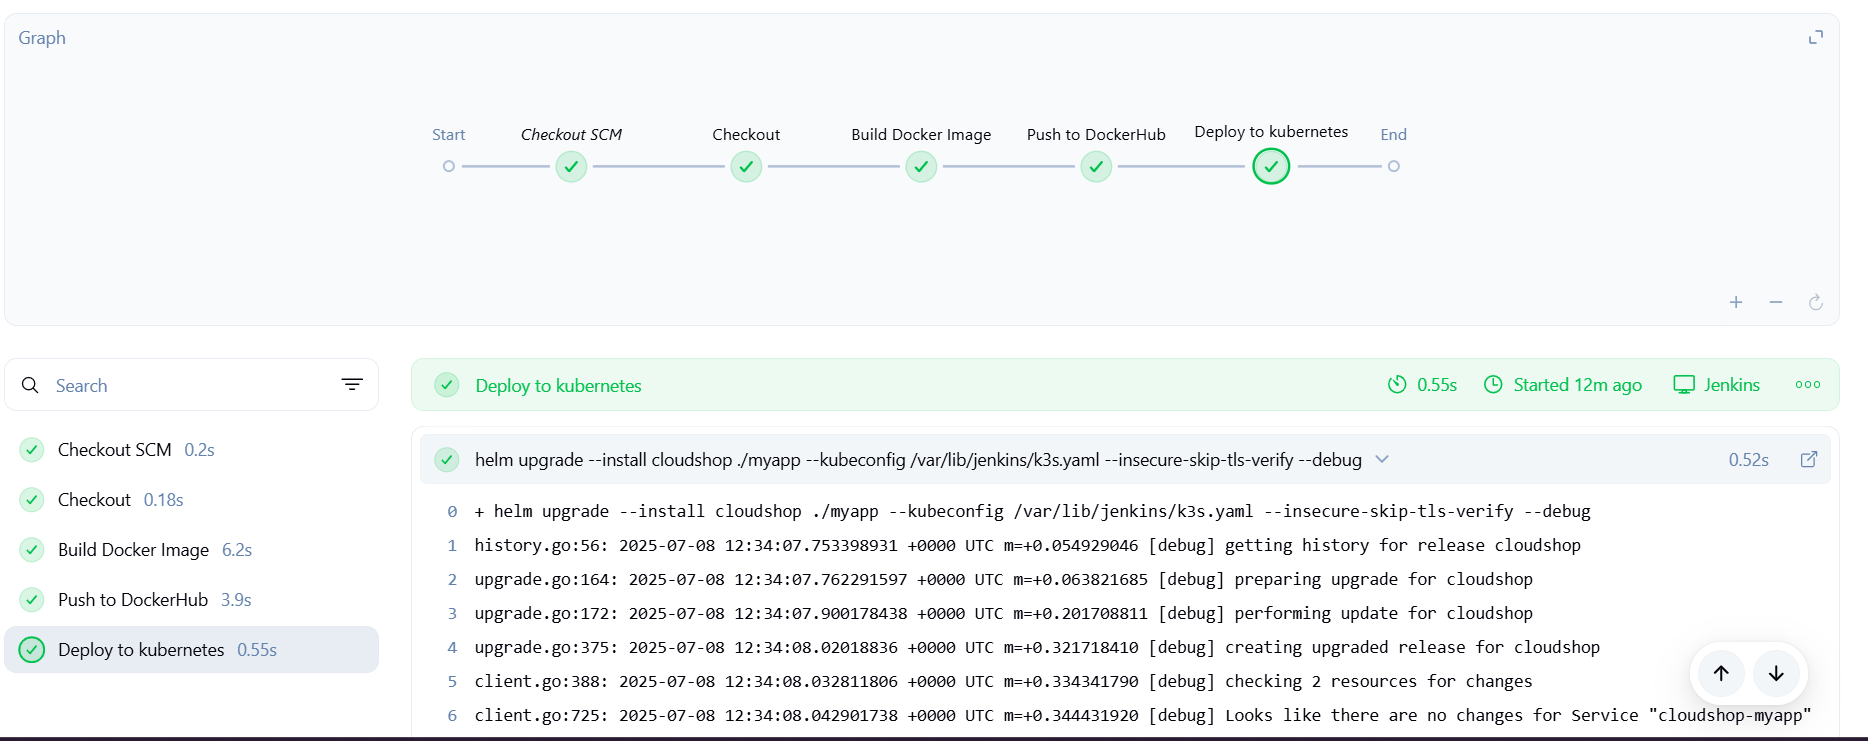 Graph
Start
Checkout SCM
Checkout
Build Docker Image
Push to DockerHub
Deploy to kubernetes
End
Search
Checkout SCM 0.2s
Checkout 0.18s
Build Docker Image 6.2s
Push to DockerHub 3.9s
Deploy to kubernetes 0.55s
Deploy to kubernetes 0.55s Started 12m ago Jenkins
helm upgrade --install cloudshop ./myapp --kubeconfig /var/lib/jenkins/k3s.yaml --insecure-skip-tls-verify --debug 0.52s
0 + helm upgrade --install cloudshop ./myapp --kubeconfig /var/lib/jenkins/k3s.yaml --insecure-skip-tls-verify --debug
1 history.go:56: 2025-07-08 12:34:07.753398931 +0000 UTC m=+0.054929046 [debug] getting history for release cloudshop
2 upgrade.go:164: 2025-07-08 12:34:07.762291597 +0000 UTC m=+0.063821685 [debug] preparing upgrade for cloudshop
3 upgrade.go:172: 2025-07-08 12:34:07.900178438 +0000 UTC m=+0.201708811 [debug] performing update for cloudshop
4 upgrade.go:375: 2025-07-08 12:34:08.02018836 +0000 UTC m=+0.321718410 [debug] creating upgraded release for cloudshop
5 client.go:388: 2025-07-08 12:34:08.032811806 +0000 UTC m=+0.334341790 [debug] checking 2 resources for changes
6 client.go:725: 2025-07-08 12:34:08.042901738 +0000 UTC m=+0.344431920 [debug] Looks like there are no changes for Service "cloudshop-myapp"